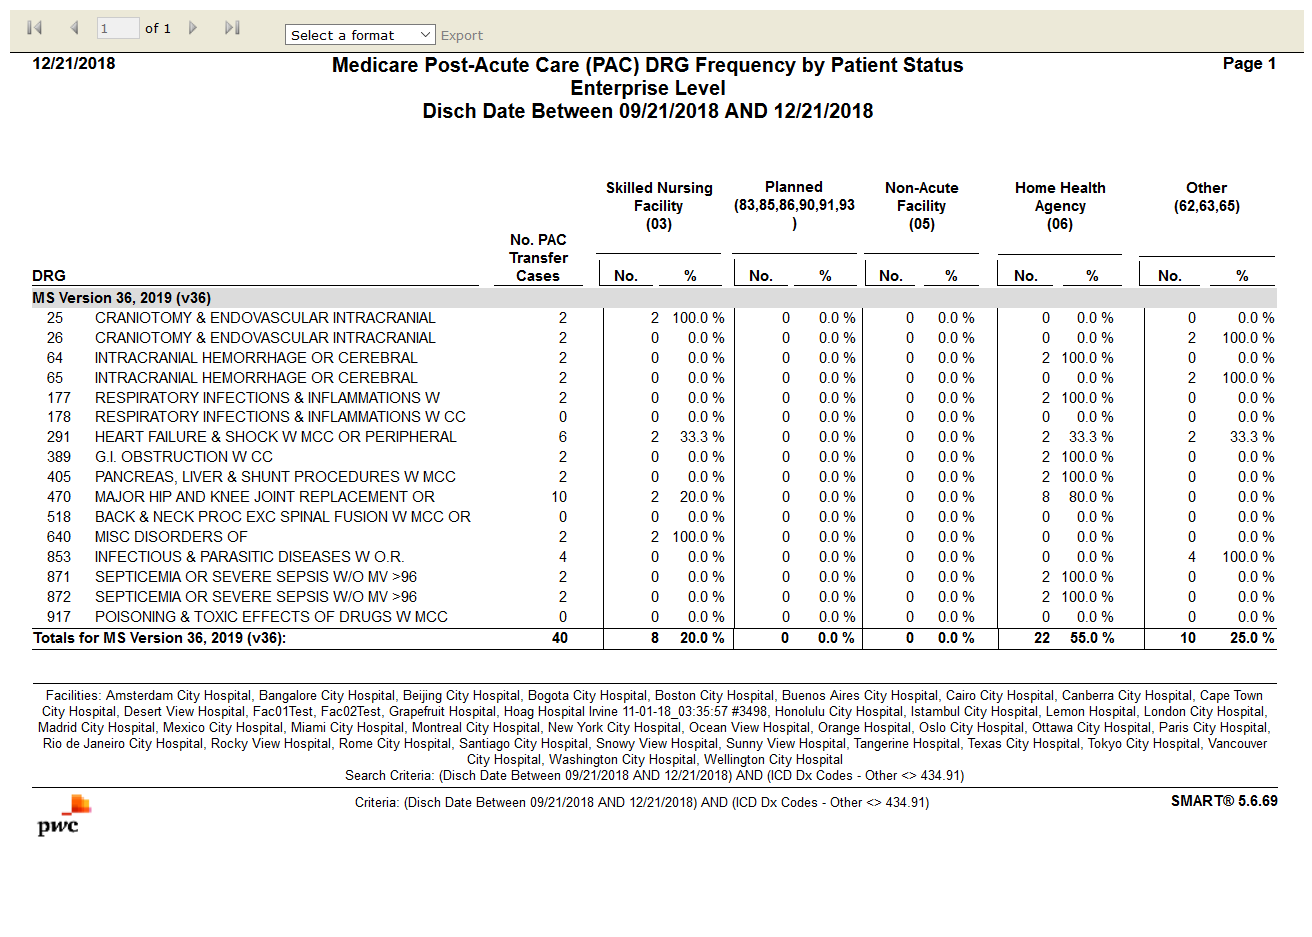 1 of 1 Select a format Export
12/21/2018 Medicare Post-Acute Care (PAC) DRG Frequency by Patient Status Page 1
Enterprise Level
Disch Date Between 09/21/2018 AND 12/21/2018
Skilled Nursing Planned Non-Acute Home Health Other
Facility (83,85,86,90,91,93 Facility Agency (62,63,65)
(03) ) (05) (06)
No. PAC
Transfer
DRG Cases No. % No. % No. % No. % No. %
MS Version 36, 2019 (v36)
25 CRANIOTOMY & ENDOVASCULAR INTRACRANIAL 2 2 100.0 % 0 0.0 % 0 0.0 % 0 0.0 % 0 0.0 %
26 CRANIOTOMY & ENDOVASCULAR INTRACRANIAL 2 0 0.0 % 0 0.0 % 0 0.0 % 0 0.0 % 2 100.0 %
64 INTRACRANIAL HEMORRHAGE OR CEREBRAL 2 0 0.0 % 0 0.0 % 0 0.0 % 2 100.0 % 0 0.0 %
65 INTRACRANIAL HEMORRHAGE OR CEREBRAL 2 0 0.0 % 0 0.0 % 0 0.0 % 0 0.0 % 2 100.0 %
177 RESPIRATORY INFECTIONS & INFLAMMATIONS W 2 0 0.0 % 0 0.0 % 0 0.0 % 2 100.0 % 0 0.0 %
178 RESPIRATORY INFECTIONS & INFLAMMATIONS W CC 0 0 0.0 % 0 0.0 % 0 0.0 % 0 0.0 % 0 0.0 %
291 HEART FAILURE & SHOCK W MCC OR PERIPHERAL 6 2 33.3 % 0 0.0 % 0 0.0 % 2 33.3 % 2 33.3 %
389 G.I. OBSTRUCTION W CC 2 0 0.0 % 0 0.0 % 0 0.0 % 2 100.0 % 0 0.0 %
405 PANCREAS, LIVER & SHUNT PROCEDURES W MCC 2 0 0.0 % 0 0.0 % 0 0.0 % 2 100.0 % 0 0.0 %
470 MAJOR HIP AND KNEE JOINT REPLACEMENT OR 10 2 20.0 % 0 0.0 % 0 0.0 % 8 80.0 % 0 0.0 %
518 BACK & NECK PROC EXC SPINAL FUSION W MCC OR 0 0 0.0 % 0 0.0 % 0 0.0 % 0 0.0 % 0 0.0 %
640 MISC DISORDERS OF 2 2 100.0 % 0 0.0 % 0 0.0 % 0 0.0 % 0 0.0 %
853 INFECTIOUS & PARASITIC DISEASES W O.R. 4 0 0.0 % 0 0.0 % 0 0.0 % 0 0.0 % 4 100.0 %
871 SEPTICEMIA OR SEVERE SEPSIS W/O MV >96 2 0 0.0 % 0 0.0 % 0 0.0 % 2 100.0 % 0 0.0 %
872 SEPTICEMIA OR SEVERE SEPSIS W/O MV >96 2 0 0.0 % 0 0.0 % 0 0.0 % 2 100.0 % 0 0.0 %
917 POISONING & TOXIC EFFECTS OF DRUGS W MCC 0 0 0.0 % 0 0.0 % 0 0.0 % 0 0.0 % 0 0.0 %
Totals for MS Version 36, 2019 (v36): 40 8 20.0 % 0 0.0 % 0 0.0 % 22 55.0 % 10 25.0 %
Facilities: Amsterdam City Hospital, Bangalore City Hospital, Beijing City Hospital, Bogota City Hospital, Boston City Hospital, Buenos Aires City Hospital, Cairo City Hospital, Canberra City Hospital, Cape Town
City Hospital, Desert View Hospital, Fac01Test, Fac02Test, Grapefruit Hospital, Hoag Hospital Irvine 11-01-18_03:35:57 #3498, Honolulu City Hospital, Istambul City Hospital, Lemon Hospital, London City Hospital,
Madrid City Hospital, Mexico City Hospital, Miami City Hospital, Montreal City Hospital, New York City Hospital, Ocean View Hospital, Orange Hospital, Oslo City Hospital, Ottawa City Hospital, Paris City Hospital,
Rio de Janeiro City Hospital, Rocky View Hospital, Rome City Hospital, Santiago City Hospital, Snowy View Hospital, Sunny View Hospital, Tangerine Hospital, Texas City Hospital, Tokyo City Hospital, Vancouver
City Hospital, Washington City Hospital, Wellington City Hospital
Search Criteria: (Disch Date Between 09/21/2018 AND 12/21/2018) AND (ICD Dx Codes - Other <> 434.91)
Criteria: (Disch Date Between 09/21/2018 AND 12/21/2018) AND (ICD Dx Codes - Other <> 434.91) SMART® 5.6.69
pwc